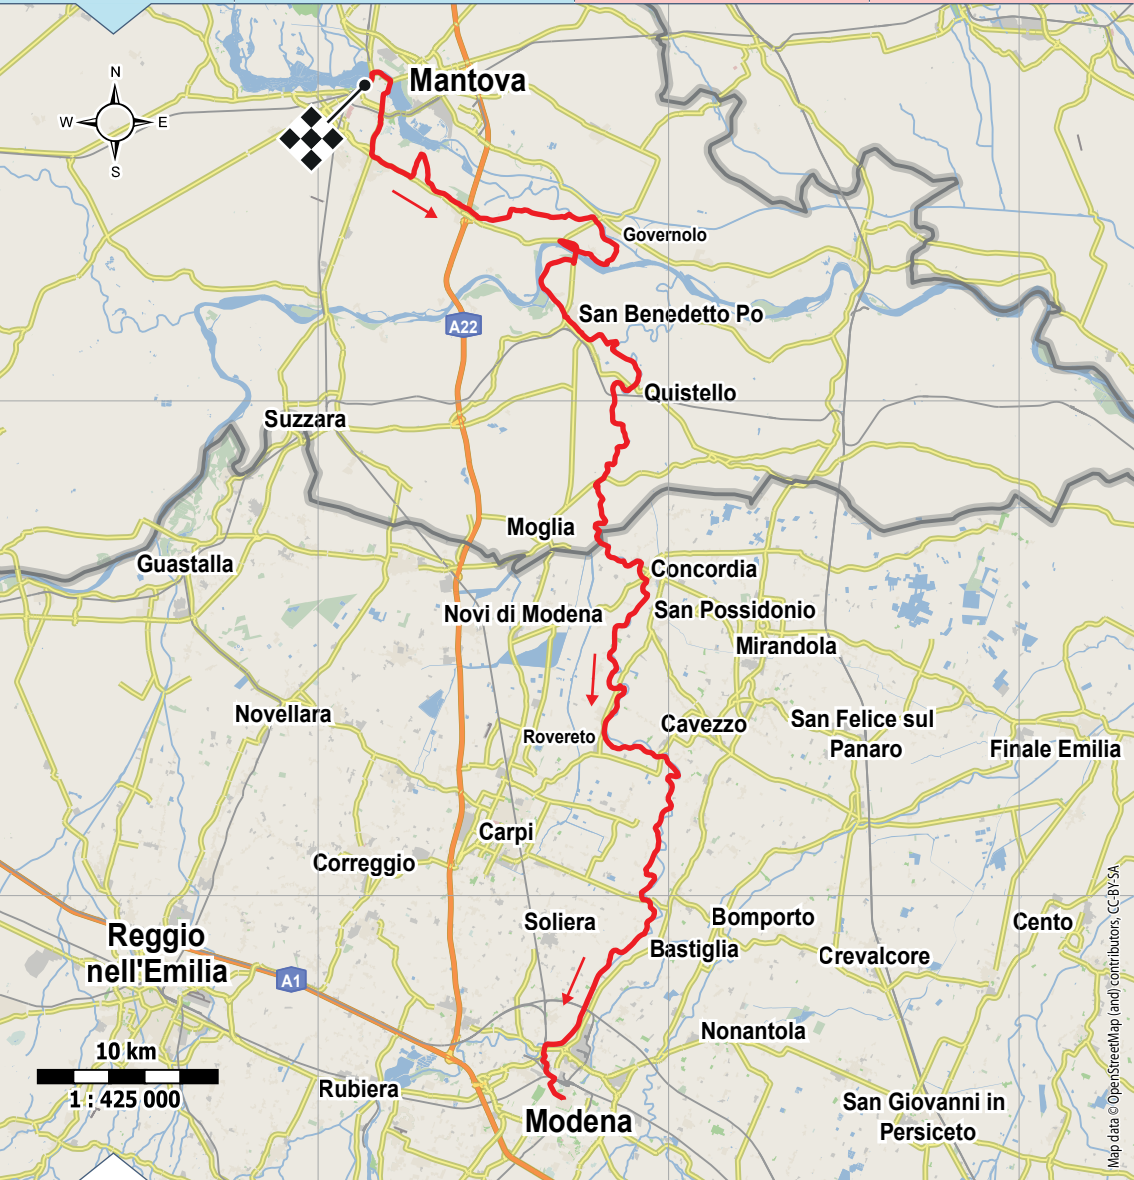 N
Mantova
W
E
S
Governolo
San Benedetto Po
A22
Quistello
Suzzara
Moglia
Guastalla
Concordia
Novi di Modena
San Possidonio
Mirandola
Novellara
Rovereto
Cavezzo
San Felice sul
Panaro
Finale Emilia
Carpi
Correggio
Soliera
Bomporto
Cento
Reggio
nell'Emilia
Bastiglia
Crevalcore
A1
Nonantola
10 km
1 : 425 000
Rubiera
Modena
San Giovanni in
Persiceto
Map data © OpenStreetMap (and) contributors, CC-BY-SA